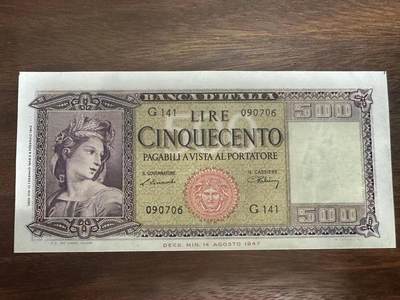 BANCA D'ITALIA
G 141 090706
LIRE
500
CINQUECENTO
PAGABILI A VISTA AL PORTATORE
IL GOVERNATORE IL CASSIERE
090706 G 141
500
DECR. MIN. 14 AGOSTO 1947